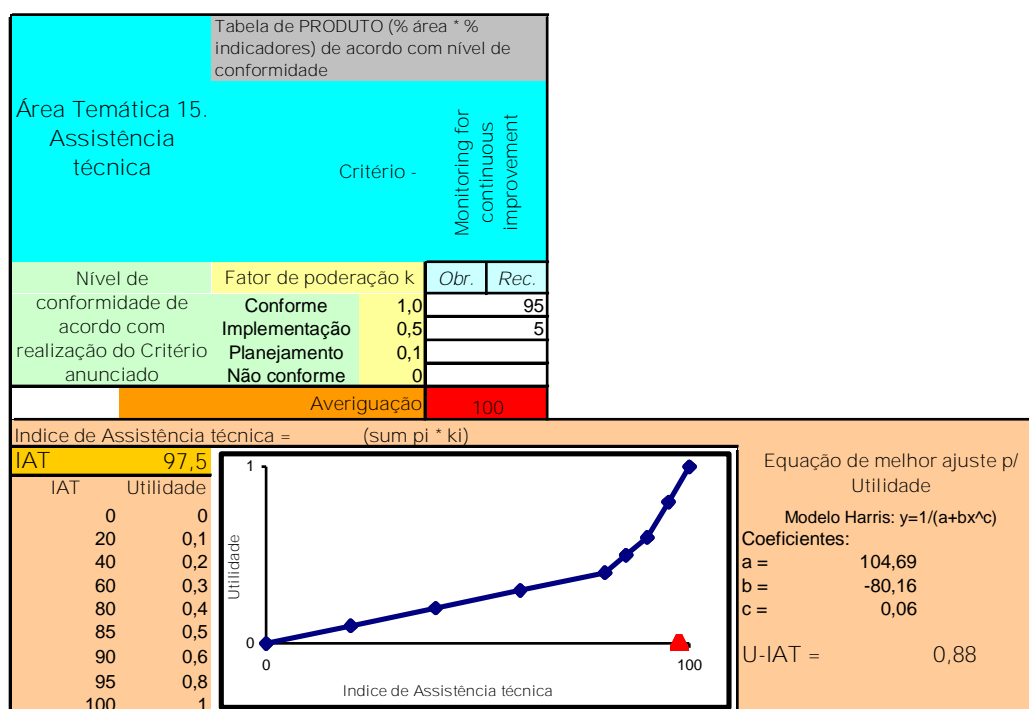 Tabela de PRODUTO (% área * %
indicadores) de acordo com nível de
conformidade
Área Temática 15.
Assistência
técnica
Critério -
Monitoring for
continuous
improvement
Nível de
conformidade de
acordo com
realização do Critério
anunciado
Fator de poderação k
Obr.
Rec.
Conforme 1,0 95
Implementação 0,5 5
Planejamento 0,1
Não conforme 0
Averiguação 100
Indice de Assistência técnica = (sum pi * ki)
IAT 97,5
IAT Utilidade
0 0
20 0,1
40 0,2
60 0,3
80 0,4
85 0,5
90 0,6
95 0,8
100 1
1
0
Utilidade
0
100
Indice de Assistência técnica
Equação de melhor ajuste p/
Utilidade
Modelo Harris: y=1/(a+bx^c)
Coeficientes:
a = 104,69
b = -80,16
c = 0,06
U-IAT = 0,88